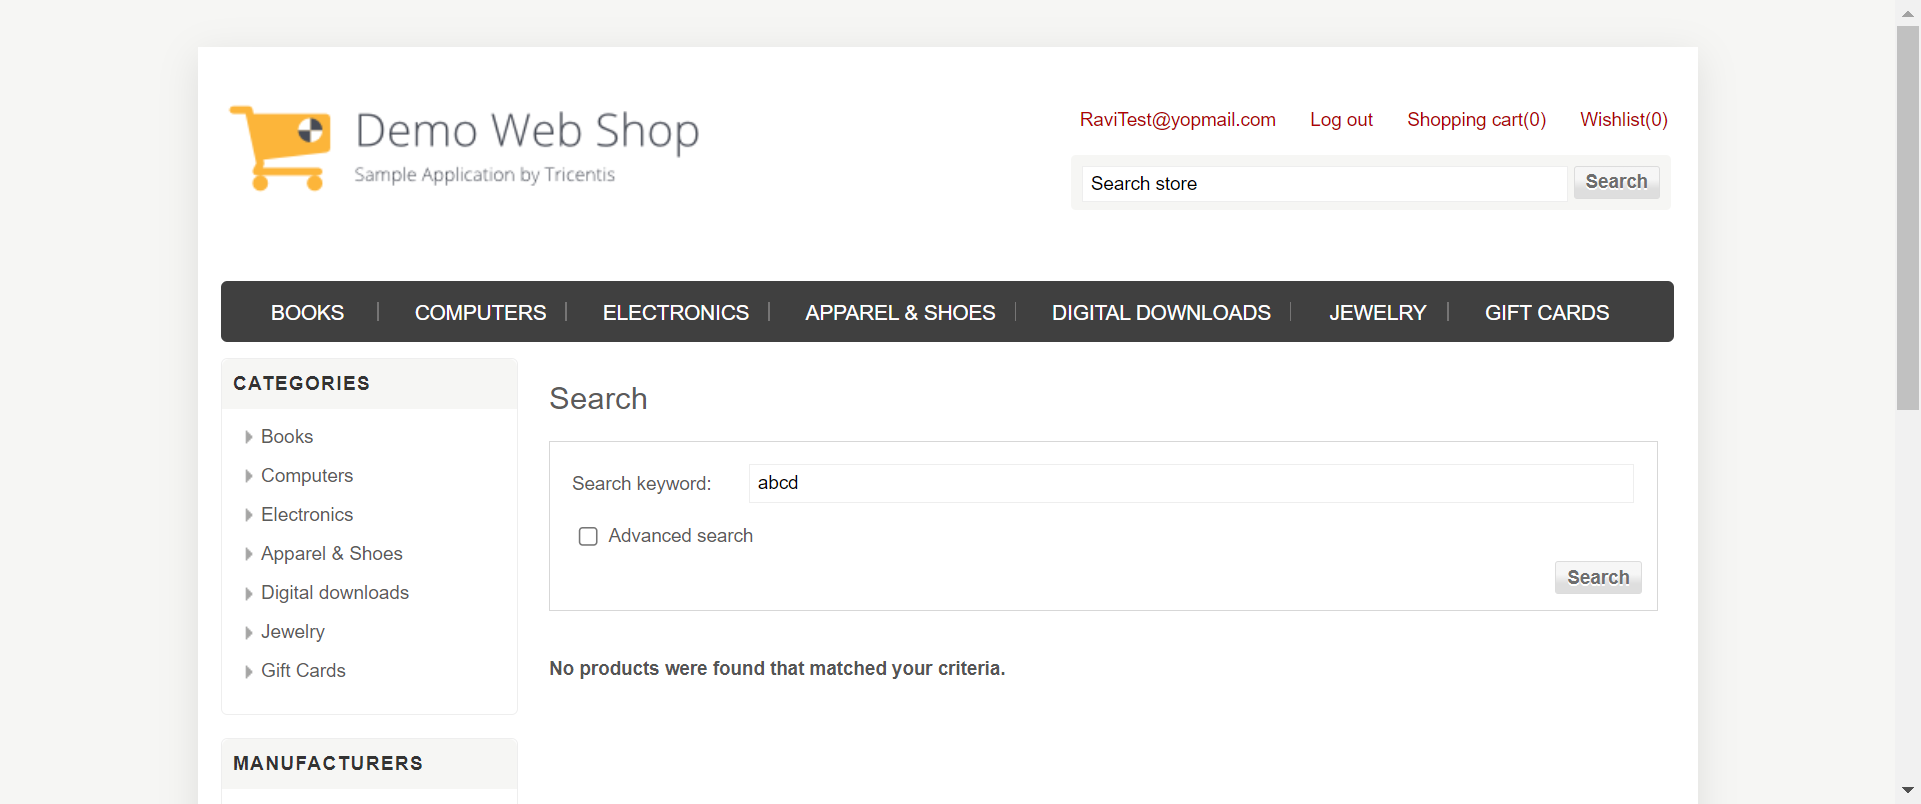 Demo Web Shop
Sample Application by Tricentis
RaviTest@yopmail.com Log out Shopping cart(0) Wishlist(0)
Search store Search
BOOKS COMPUTERS ELECTRONICS APPAREL & SHOES DIGITAL DOWNLOADS JEWELRY GIFT CARDS
CATEGORIES
Books
Computers
Electronics
Apparel & Shoes
Digital downloads
Jewelry
Gift Cards
MANUFACTURERS
Search
Search keyword: abcd
Advanced search
Search
No products were found that matched your criteria.